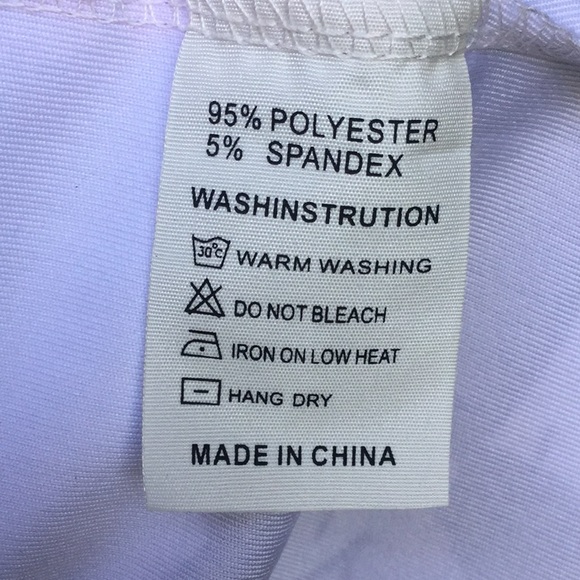 95% POLYESTER
5% SPANDEX
WASHINSTRUTION
30°C WARM WASHING
DO NOT BLEACH
IRON ON LOW HEAT
HANG DRY
MADE IN CHINA